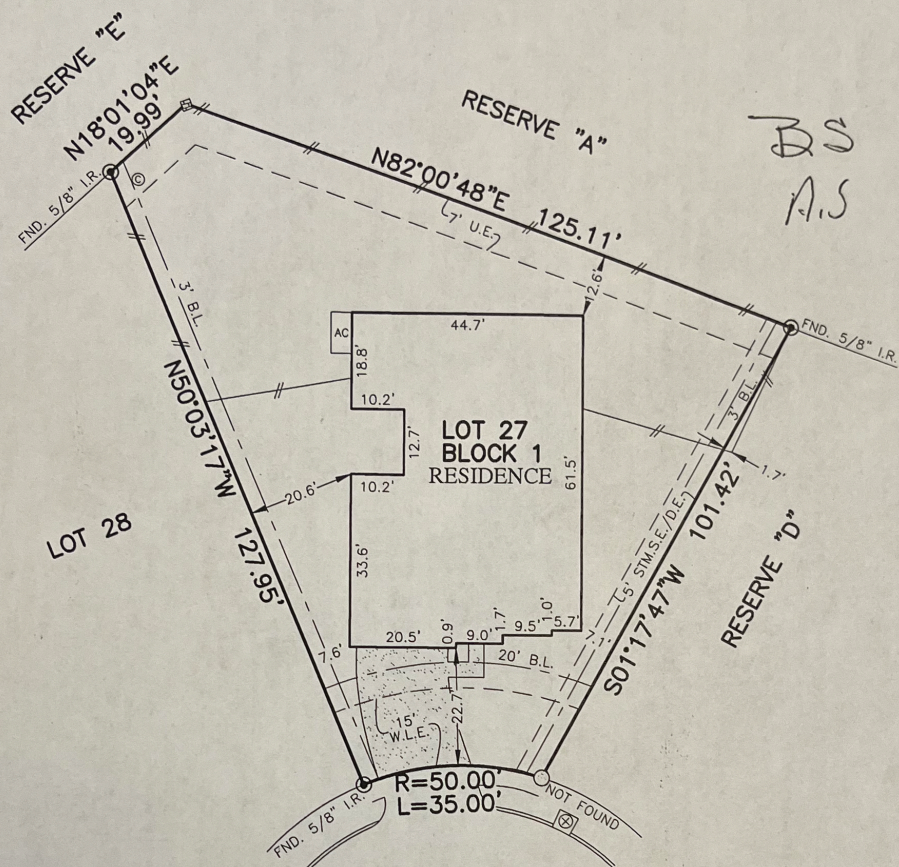 RESERVE "E"
N18°01'04"E
19.99'
FND. 5/8" I.R.
©
RESERVE "A"
N82°00'48"E 125.11'
7' U.E.
BS
A.S
12.6'
FND. 5/8" I.R.
3' B.L.
AC
44.7'
18.8'
10.2'
12.7'
10.2'
LOT 27
BLOCK 1
RESIDENCE
61.5'
3' B.L.
1.7'
N50°03'17"W 127.95'
20.6'
LOT 28
33.6'
5' STM.S.E./D.E.
S01°17'47"W 101.42'
RESERVE "D"
20.5'
0.9'
9.0'
1.7'
9.5'
1.0'
5.7'
7.1'
7.6'
20' B.L.
22.7'
15'
W.L.E.
R=50.00'
L=35.00'
FND. 5/8" I.R.
NOT FOUND